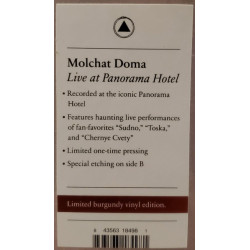 Molchat Doma
Live at Panorama Hotel
• Recorded at the iconic Panorama
Hotel
• Features haunting live performances
of fan-favorites "Sudno," "Toska,"
and "Chernye Cvety"
• Limited one-time pressing
• Special etching on side B
Limited burgundy vinyl edition.